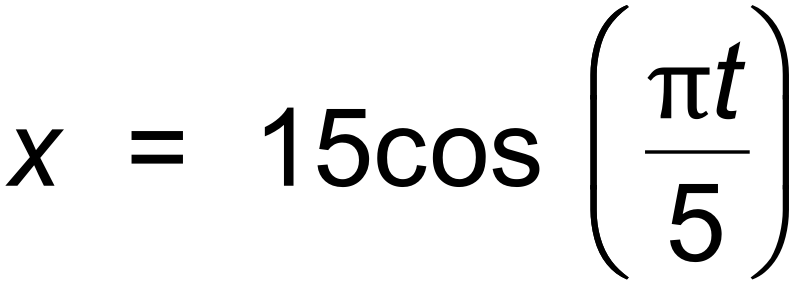 x = 15cos (πt/5)